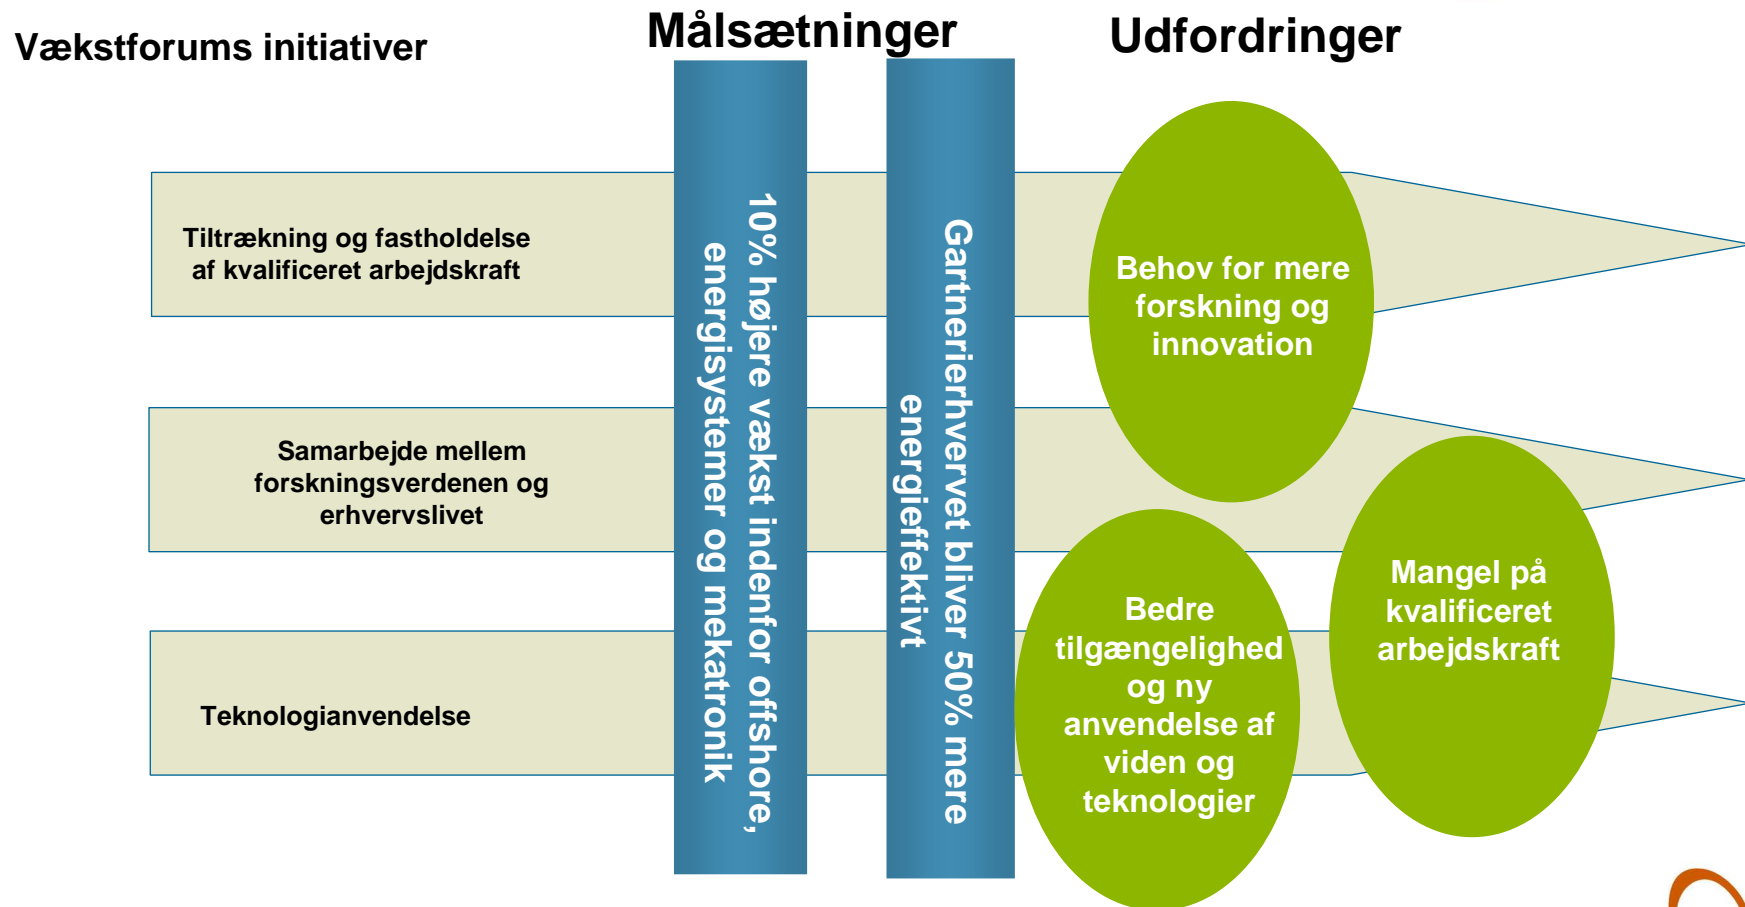 Vækstforums initiativer
Målsætninger
Udfordringer
Tiltrækning og fastholdelse
af kvalificeret arbejdskraft
Samarbejde mellem
forskningsverdenen og
erhvervslivet
Teknologianvendelse
10% højere vækst indenfor offshore,
energisystemer og mekatronik
Gartnerierhvervet bliver 50% mere
energieffektivt
Behov for mere
forskning og
innovation
Bedre
tilgængelighed
og ny
anvendelse af
viden og
teknologier
Mangel på
kvalificeret
arbejdskraft